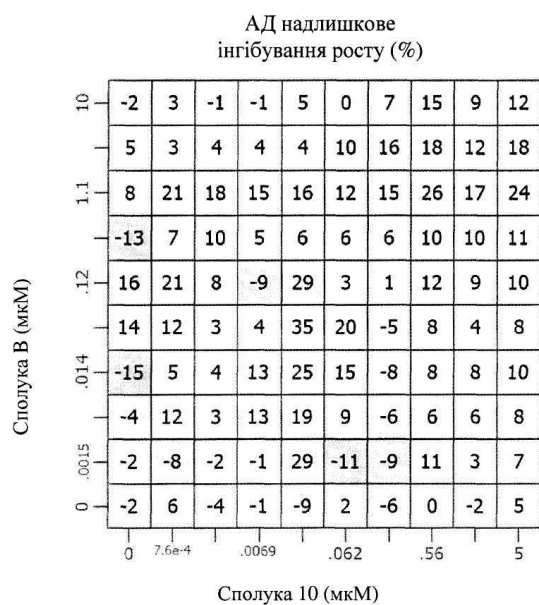 АД надлишкове
інгібування росту (%)
10 -2 3 -1 -1 5 0 7 15 9 12
5 3 4 4 4 10 16 18 12 18
1.1 8 21 18 15 16 12 15 26 17 24
-13 7 10 5 6 6 6 10 10 11
.12 16 21 8 -9 29 3 1 12 9 10
14 12 3 4 35 20 -5 8 4 8
.014 -15 5 4 13 25 15 -8 8 8 10
-4 12 3 13 19 9 -6 6 6 8
.0015 -2 -8 -2 -1 29 -11 -9 11 3 7
0 -2 6 -4 -1 -9 2 -6 0 -2 5
0 7.6e-4 .0069 .062 .56 5
Сполука В (мкМ)
Сполука 10 (мкМ)